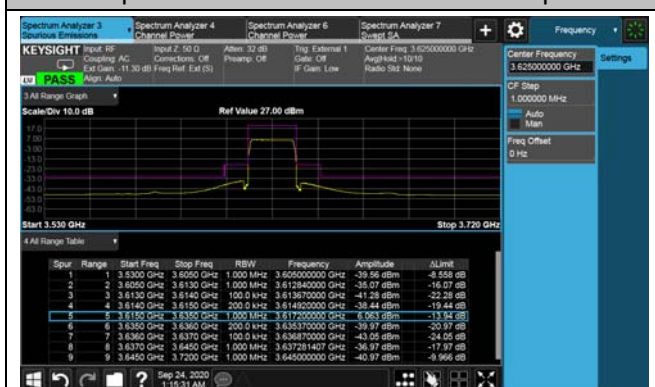 Spectrum Analyzer 3
Spurious Emissions
Spectrum Analyzer 4
Channel Power
Spectrum Analyzer 6
Channel Power
Spectrum Analyzer 7
Swept SA
Frequency
KEYSIGHT
Input: RF
Coupling: AC
Ext Gain: -11.30 dB
Align: Auto
Input Z: 50 Ω
Corrections: Off
Freq Ref: Ext (S)
Atten: 32 dB
Preamp: Off
Trig: External 1
Gate: Off
IF Gain: Low
Center Freq: 3.625000000 GHz
Avg|Hold:>10/10
Radio Std: None
PASS
Center Frequency
3.625000000 GHz
Settings
CF Step
1.000000 MHz
Auto
Man
Freq Offset
0 Hz
3 All Range Graph
Scale/Div 10.0 dB
Ref Value 27.00 dBm
17.0
7.00
-3.00
-13.0
-23.0
-33.0
-43.0
-53.0
-63.0
Start 3.530 GHz
Stop 3.720 GHz
4 All Range Table
Spur Range Start Freq Stop Freq RBW Frequency Amplitude ΔLimit
1 1 3.5300 GHz 3.6050 GHz 1.000 MHz 3.605000000 GHz -39.56 dBm -8.558 dB
2 2 3.6050 GHz 3.6130 GHz 1.000 MHz 3.612840000 GHz -35.07 dBm -16.07 dB
3 3 3.6130 GHz 3.6140 GHz 100.0 kHz 3.613670000 GHz -41.28 dBm -22.28 dB
4 4 3.6140 GHz 3.6150 GHz 200.0 kHz 3.614920000 GHz -38.44 dBm -19.44 dB
5 5 3.6150 GHz 3.6350 GHz 1.000 MHz 3.617200000 GHz 6.063 dBm -13.94 dB
6 6 3.6350 GHz 3.6360 GHz 200.0 kHz 3.635370000 GHz -39.97 dBm -20.97 dB
7 7 3.6360 GHz 3.6370 GHz 100.0 kHz 3.636870000 GHz -43.05 dBm -24.05 dB
8 8 3.6370 GHz 3.6450 GHz 1.000 MHz 3.637281407 GHz -36.97 dBm -17.97 dB
9 9 3.6450 GHz 3.7200 GHz 1.000 MHz 3.645000000 GHz -40.97 dBm -9.966 dB
Sep 24, 2020
1:15:31 AM